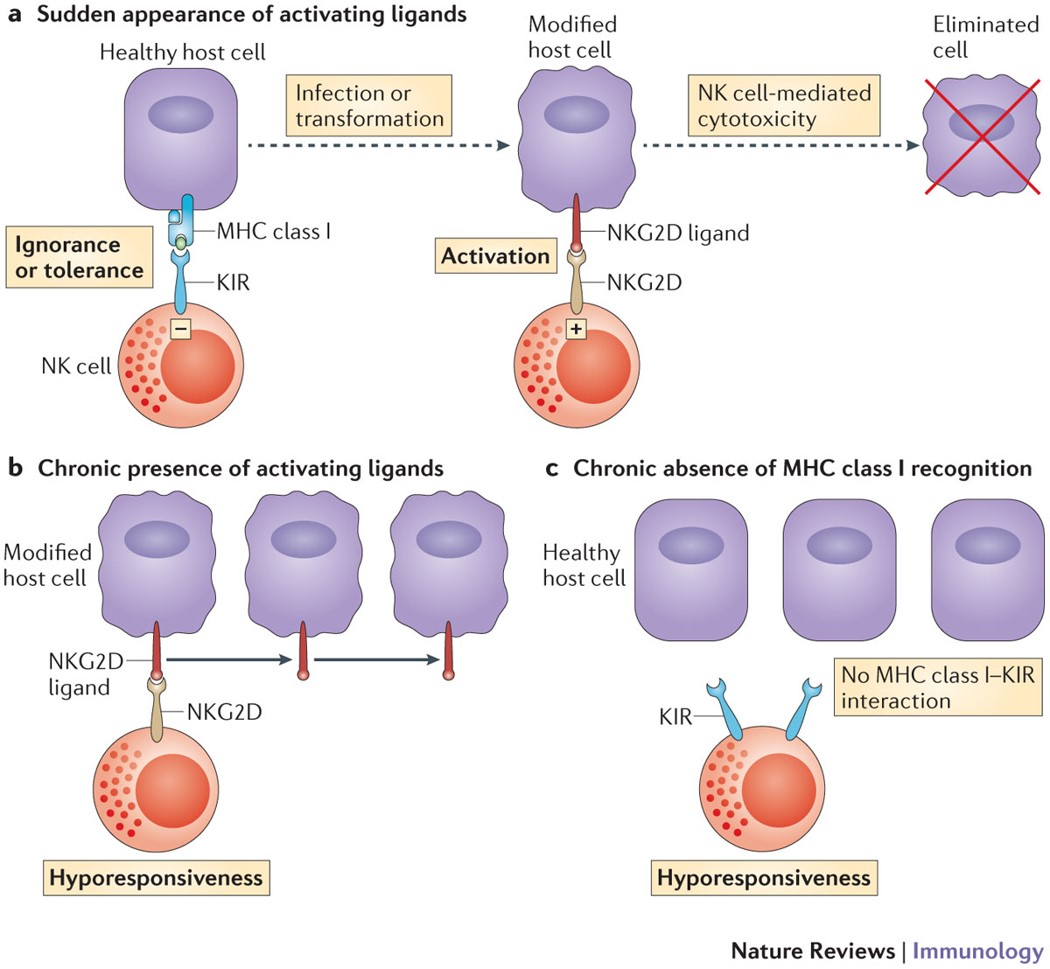 a Sudden appearance of activating ligands
Healthy host cell
Infection or
transformation
Modified
host cell
NK cell-mediated
cytotoxicity
Eliminated
cell
MHC class I
Ignorance
or tolerance
KIR
−
NK cell
NKG2D ligand
Activation
NKG2D
+
b Chronic presence of activating ligands
Modified
host cell
NKG2D
ligand
NKG2D
Hyporesponsiveness
c Chronic absence of MHC class I recognition
Healthy
host cell
No MHC class I–KIR
interaction
KIR
Hyporesponsiveness
Nature Reviews | Immunology